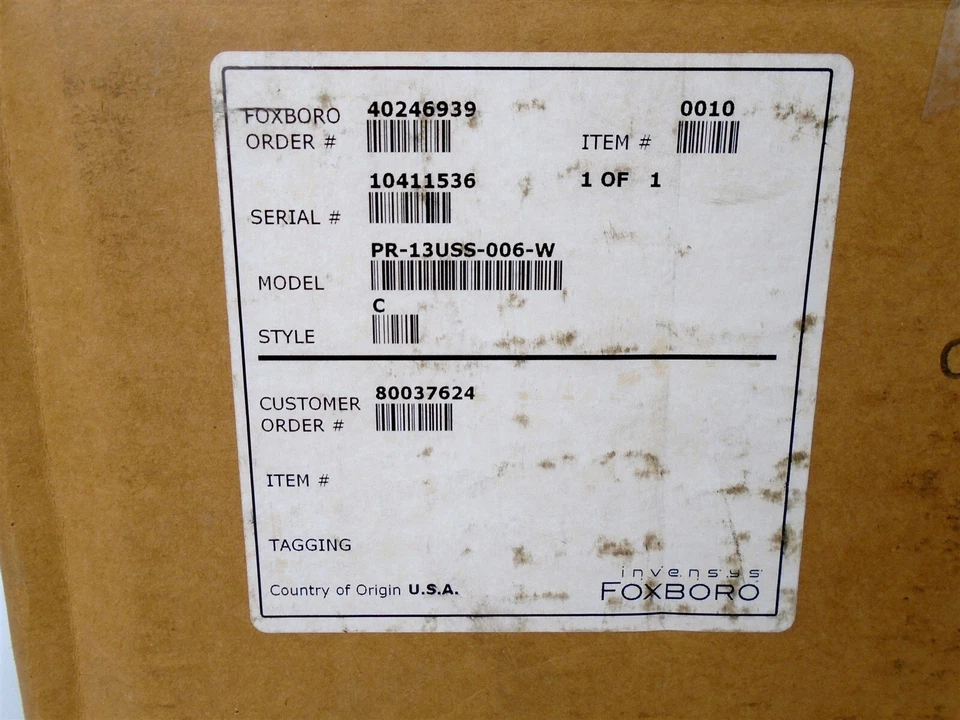 FOXBORO ORDER # 40246939
ITEM # 0010
SERIAL # 10411536
1 OF 1
MODEL PR-13USS-006-W
STYLE C
CUSTOMER ORDER # 80037624
ITEM #
TAGGING
Country of Origin U.S.A.
invensys
FOXBORO